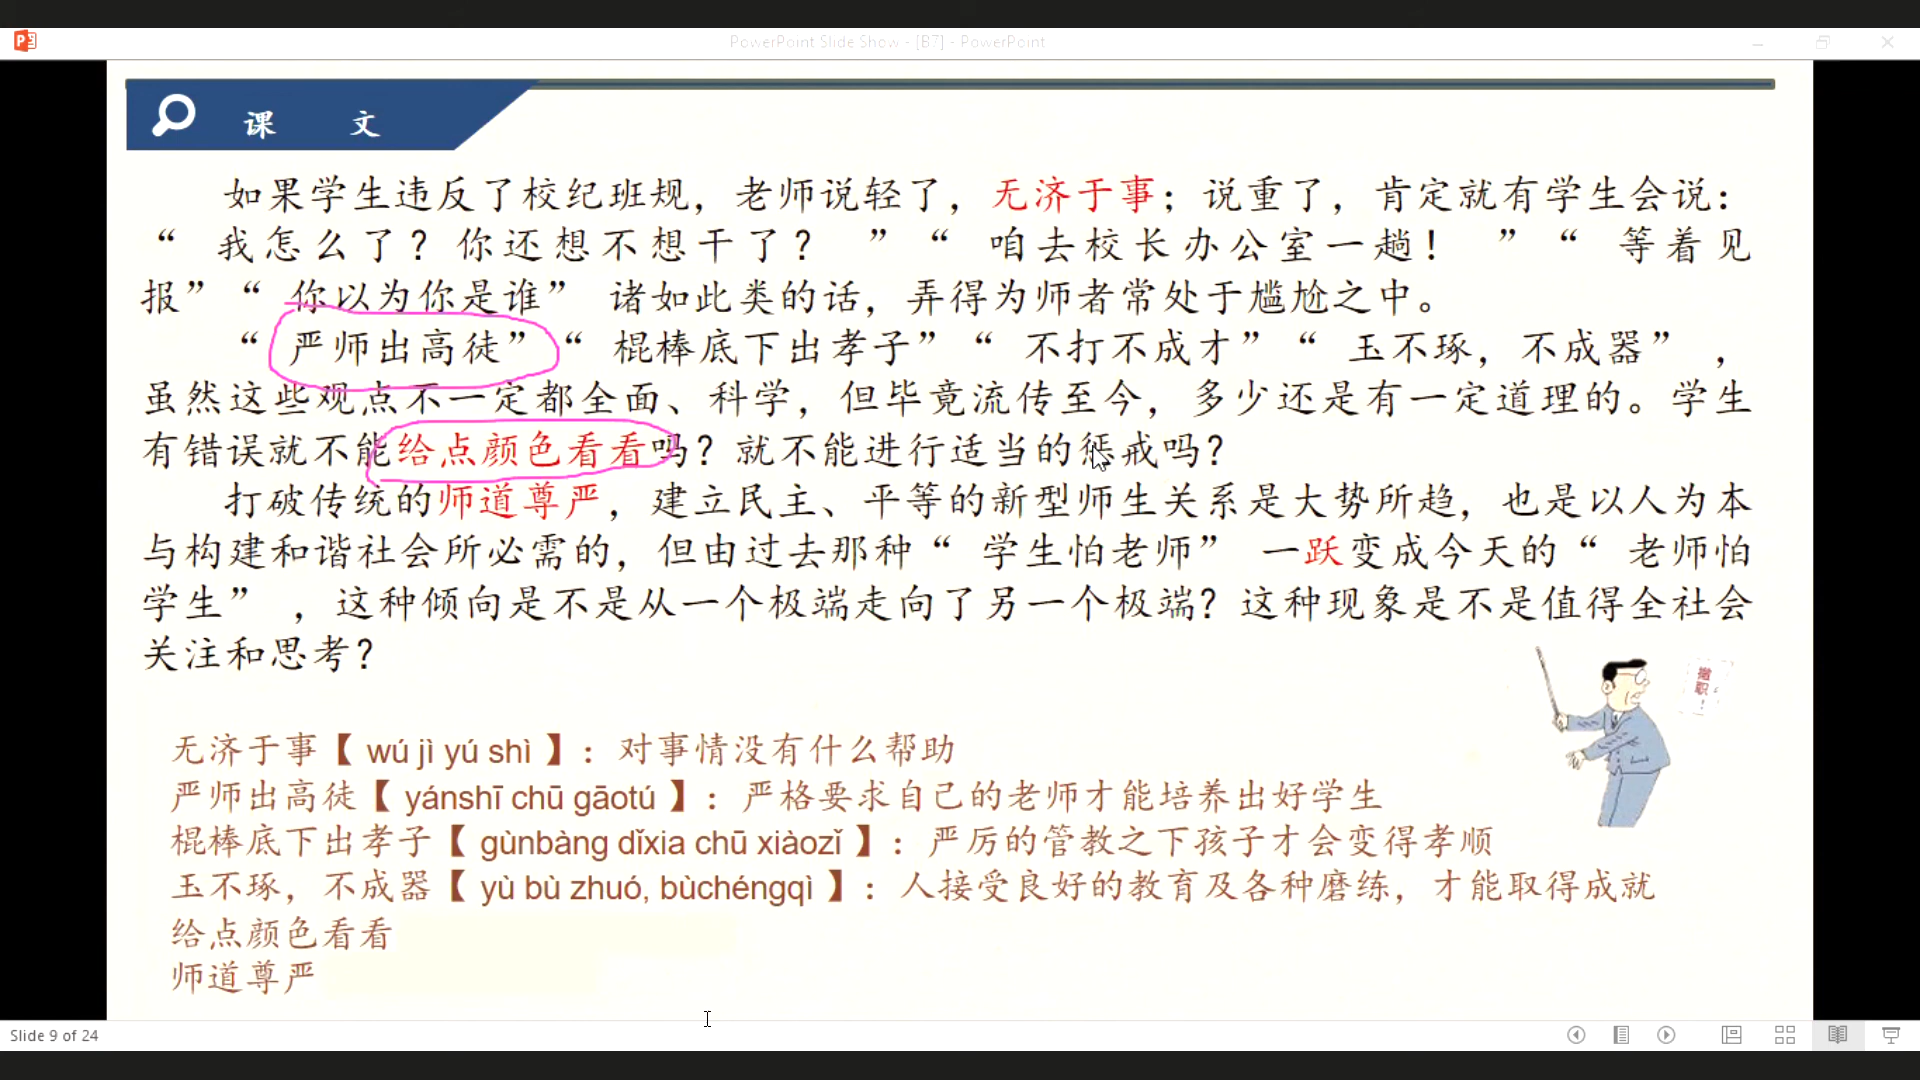 PowerPoint Slide Show - [B7] - PowerPoint
课 文
如果学生违反了校纪班规，老师说轻了，无济于事；说重了，肯定就有学生会说：
“我怎么了？你还想不想干了？”“咱去校长办公室一趟！”“等着见
报”“你以为你是谁”诸如此类的话，弄得为师者常处于尴尬之中。
“严师出高徒”“棍棒底下出孝子”“不打不成才”“玉不琢，不成器”，
虽然这些观点不一定都全面、科学，但毕竟流传至今，多少还是有一定道理的。学生
有错误就不能给点颜色看看吗？就不能进行适当的惩戒吗？
打破传统的师道尊严，建立民主、平等的新型师生关系是大势所趋，也是以人为本
与构建和谐社会所必需的，但由过去那种“学生怕老师”一跃变成今天的“老师怕
学生”，这种倾向是不是从一个极端走向了另一个极端？这种现象是不是值得全社会
关注和思考？
撤职！
无济于事【 wú jì yú shì 】：对事情没有什么帮助
严师出高徒【 yánshī chū gāotú 】：严格要求自己的老师才能培养出好学生
棍棒底下出孝子【 gùnbàng dǐxia chū xiàozǐ 】：严厉的管教之下孩子才会变得孝顺
玉不琢，不成器【 yù bù zhuó, bùchéngqì 】：人接受良好的教育及各种磨练，才能取得成就
给点颜色看看
师道尊严
Slide 9 of 24